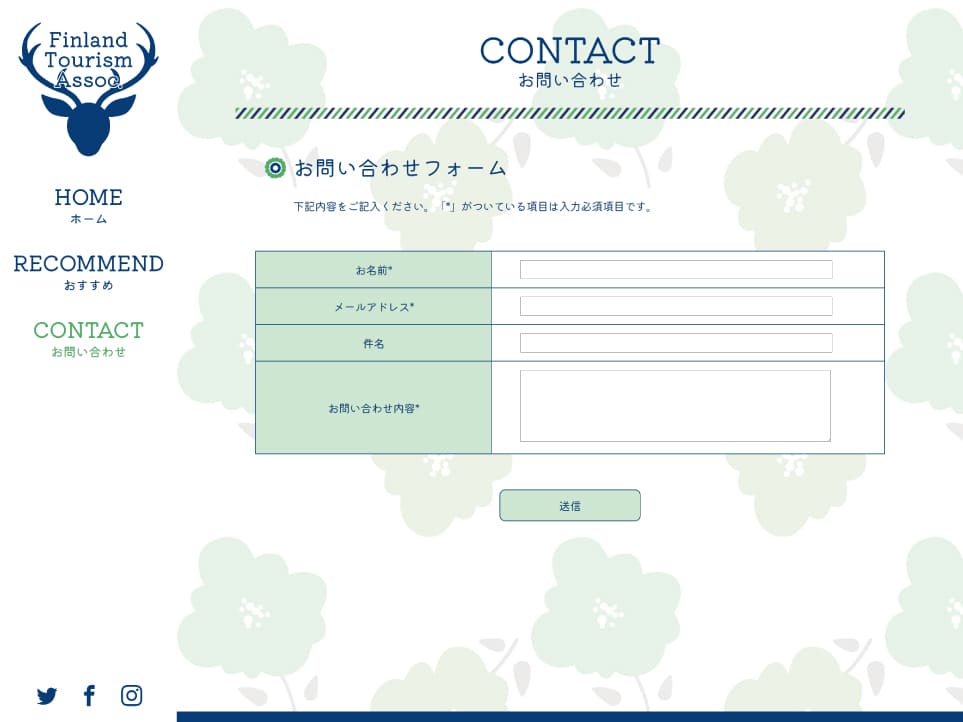 Finland
Tourism
Assoc.
HOME
ホーム
RECOMMEND
おすすめ
CONTACT
お問い合わせ
CONTACT
お問い合わせ
お問い合わせフォーム
下記内容をご記入ください。「*」がついている項目は入力必須項目です。
お名前*
メールアドレス*
件名
お問い合わせ内容*
送信